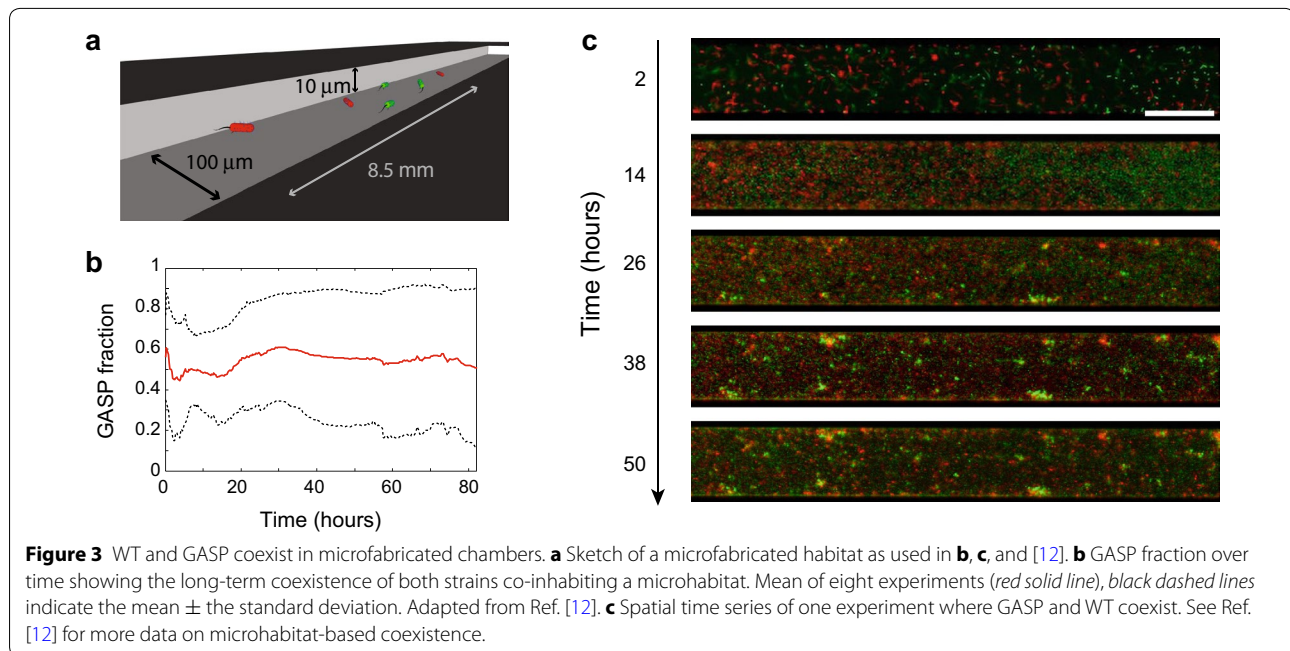 a
10 μm
100 μm
8.5 mm
b
1
0.8
0.6
0.4
0.2
0
GASP fraction
0
20
40
60
80
Time (hours)
c
Time (hours)
2
14
26
38
50
Figure 3 WT and GASP coexist in microfabricated chambers. a Sketch of a microfabricated habitat as used in b, c, and [12]. b GASP fraction over
time showing the long-term coexistence of both strains co-inhabiting a microhabitat. Mean of eight experiments (red solid line), black dashed lines
indicate the mean ± the standard deviation. Adapted from Ref. [12]. c Spatial time series of one experiment where GASP and WT coexist. See Ref.
[12] for more data on microhabitat-based coexistence.